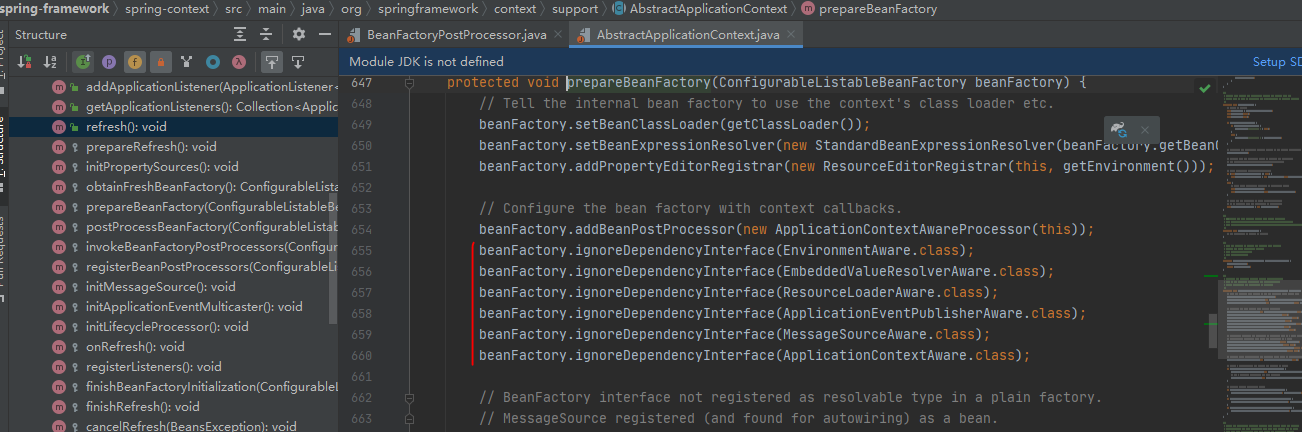 spring-framework › spring-context › src › main › java › org › springframework › context › support › AbstractApplicationContext › prepareBeanFactory
Structure
BeanFactoryPostProcessor.java
AbstractApplicationContext.java
Module JDK is not defined
Setup SD
addApplicationListener(ApplicationListener<
getApplicationListeners(): Collection<Applic
refresh(): void
prepareRefresh(): void
initPropertySources(): void
obtainFreshBeanFactory(): ConfigurableLista
prepareBeanFactory(ConfigurableListableBe
postProcessBeanFactory(ConfigurableListabl
invokeBeanFactoryPostProcessors(Configur
registerBeanPostProcessors(ConfigurableLi
initMessageSource(): void
initApplicationEventMulticaster(): void
initLifecycleProcessor(): void
onRefresh(): void
registerListeners(): void
finishBeanFactoryInitialization(Configurable
finishRefresh(): void
cancelRefresh(BeansException): void
647 protected void prepareBeanFactory(ConfigurableListableBeanFactory beanFactory) {
648 // Tell the internal bean factory to use the context's class loader etc.
649 beanFactory.setBeanClassLoader(getClassLoader());
650 beanFactory.setBeanExpressionResolver(new StandardBeanExpressionResolver(beanFactory.getBean
651 beanFactory.addPropertyEditorRegistrar(new ResourceEditorRegistrar(this, getEnvironment()));
652
653 // Configure the bean factory with context callbacks.
654 beanFactory.addBeanPostProcessor(new ApplicationContextAwareProcessor(this));
655 beanFactory.ignoreDependencyInterface(EnvironmentAware.class);
656 beanFactory.ignoreDependencyInterface(EmbeddedValueResolverAware.class);
657 beanFactory.ignoreDependencyInterface(ResourceLoaderAware.class);
658 beanFactory.ignoreDependencyInterface(ApplicationEventPublisherAware.class);
659 beanFactory.ignoreDependencyInterface(MessageSourceAware.class);
660 beanFactory.ignoreDependencyInterface(ApplicationContextAware.class);
661
662 // BeanFactory interface not registered as resolvable type in a plain factory.
663 // MessageSource registered (and found for autowiring) as a bean.